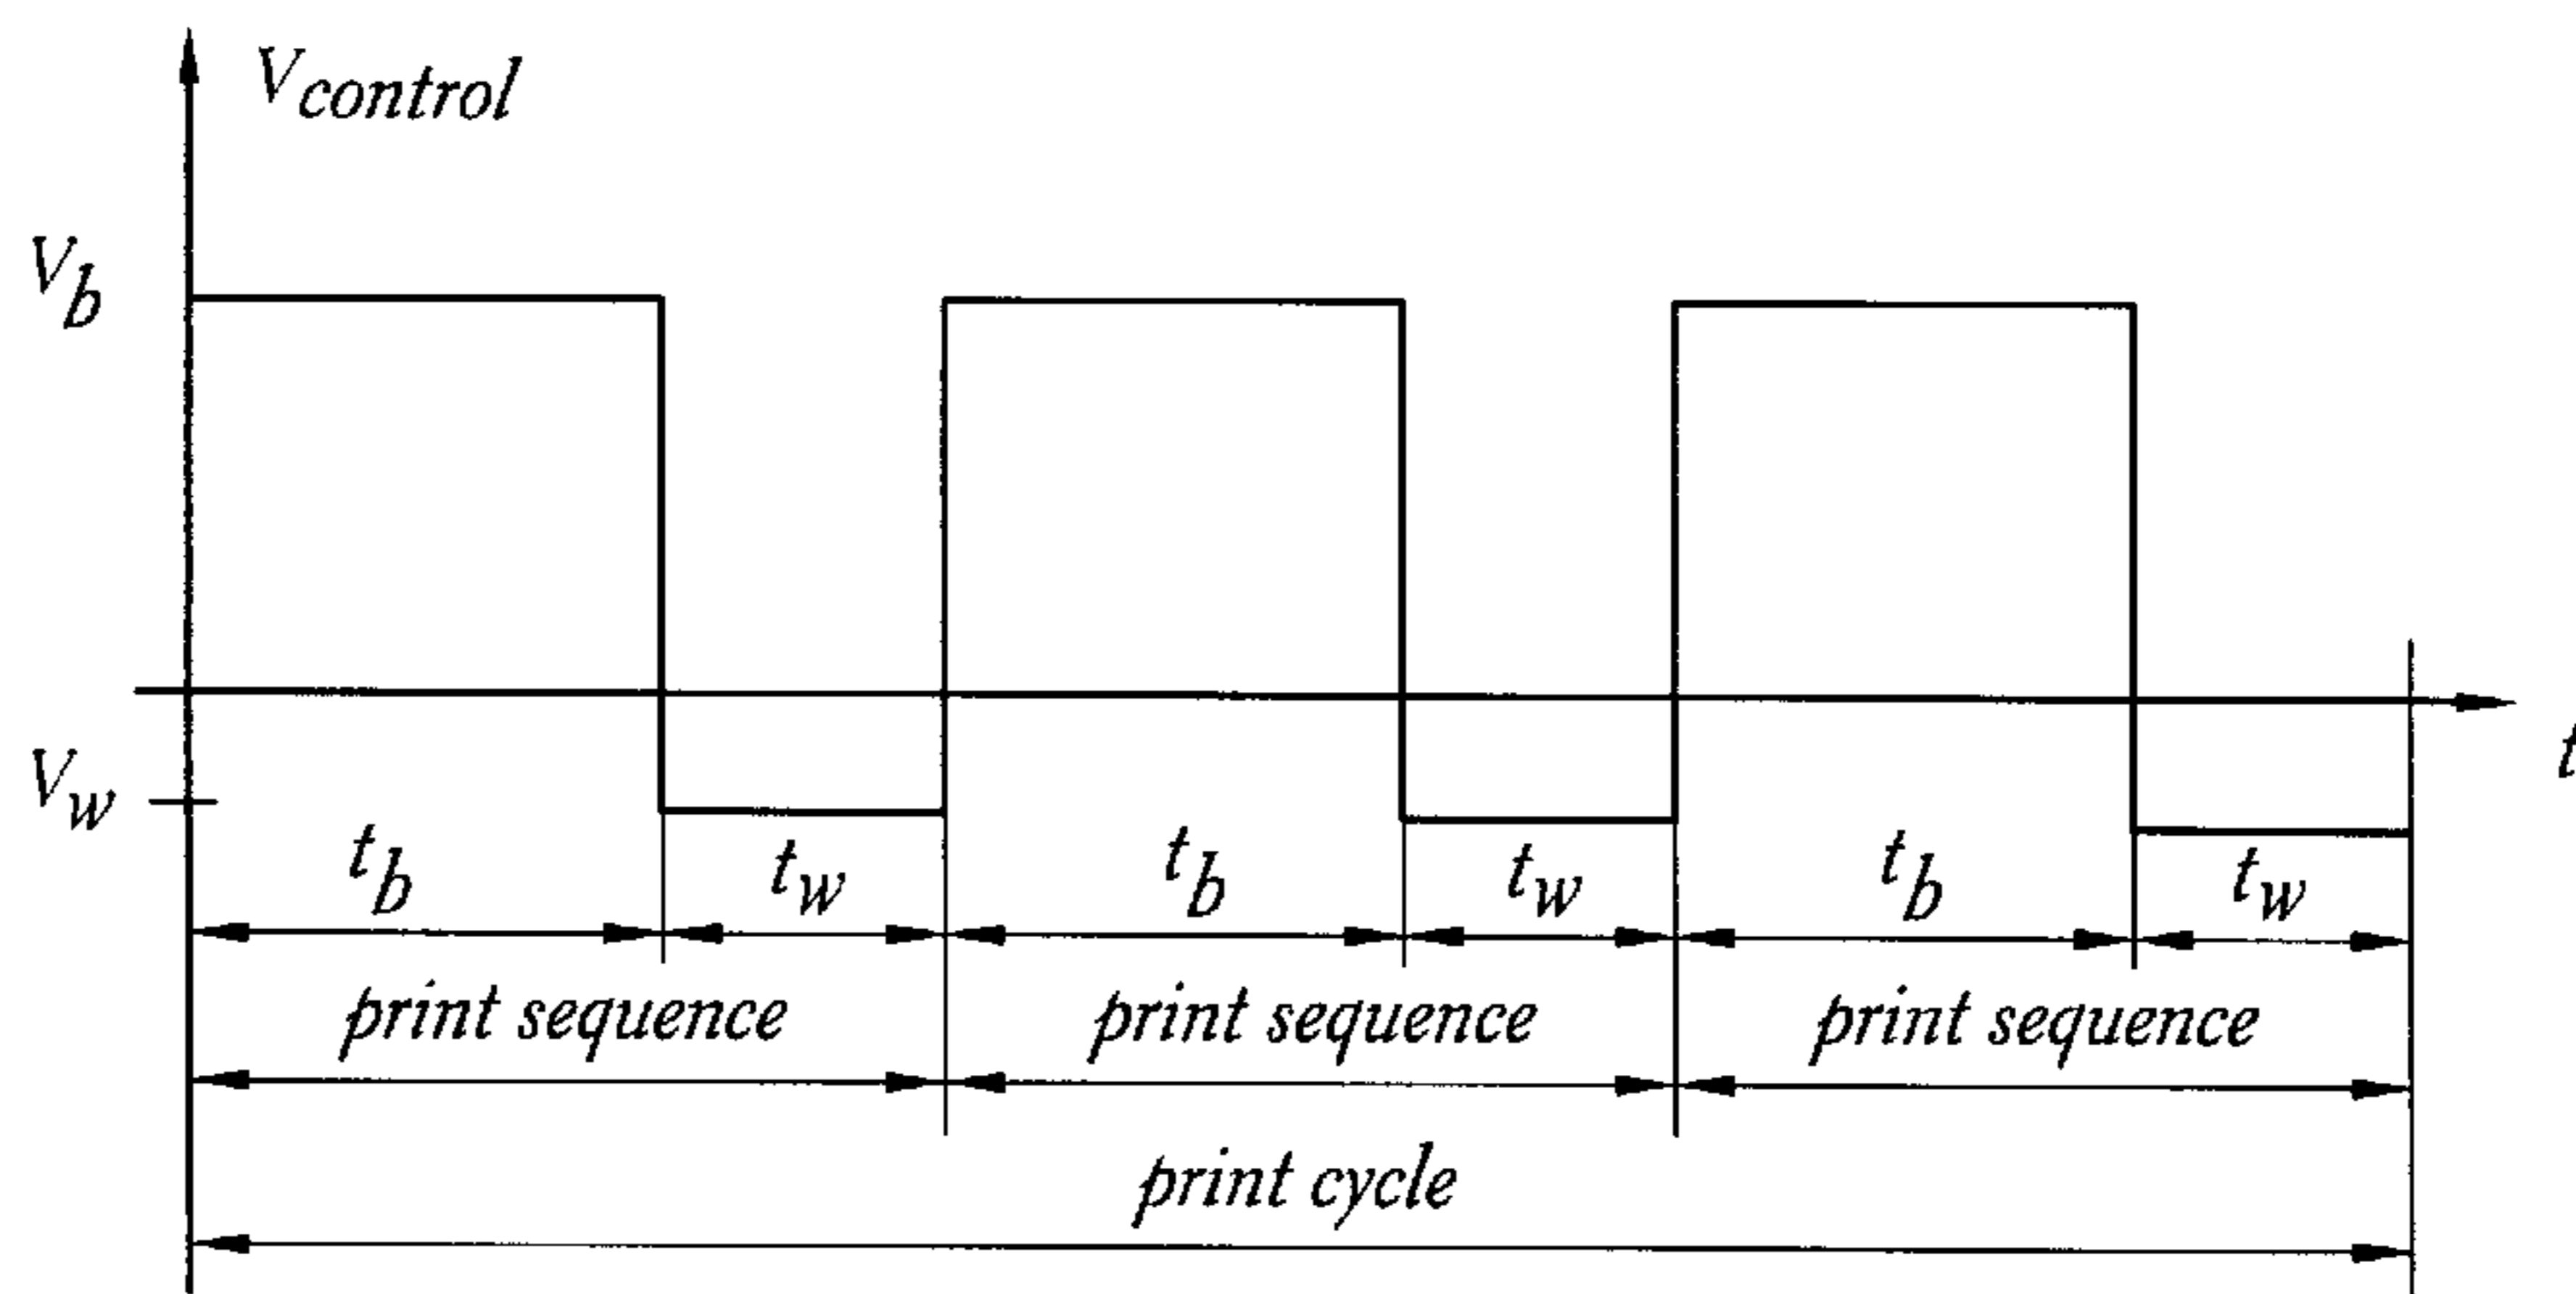 Vcontrol
Vb
t
Vw
tb tw tb tw tb tw
print sequence print sequence print sequence
print cycle